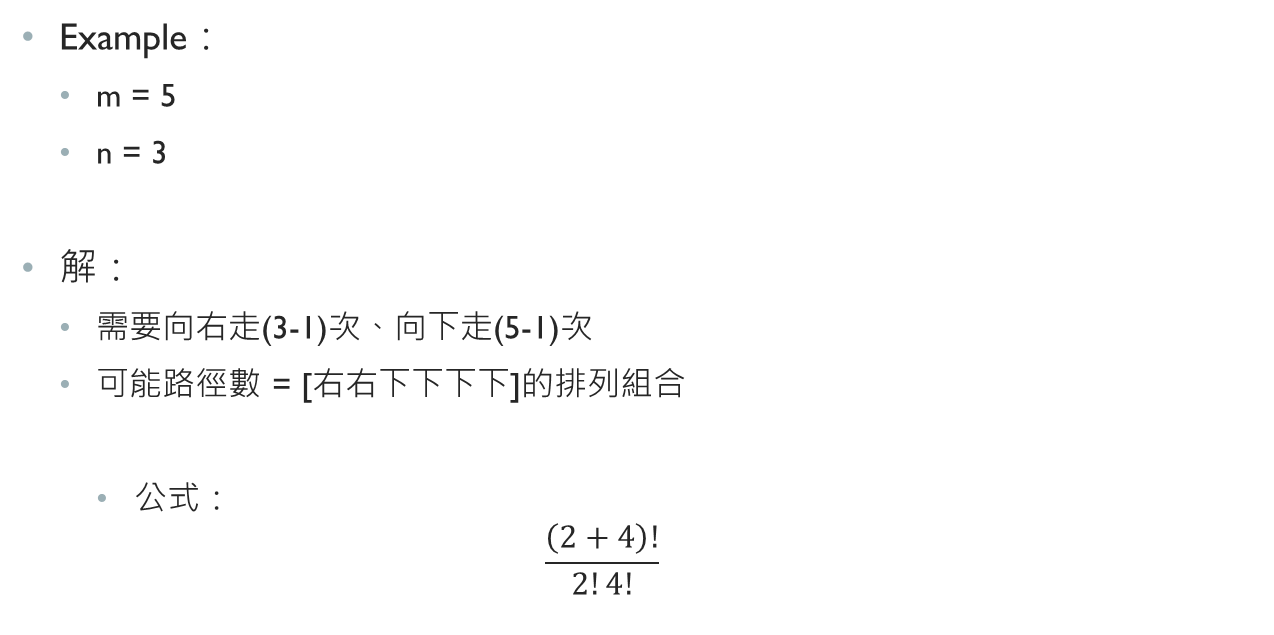 Example：
m = 5
n = 3
解：
需要向右走(3-1)次、向下走(5-1)次
可能路徑數 = [右右下下下下]的排列組合
公式：
(2 + 4)!
2! 4!